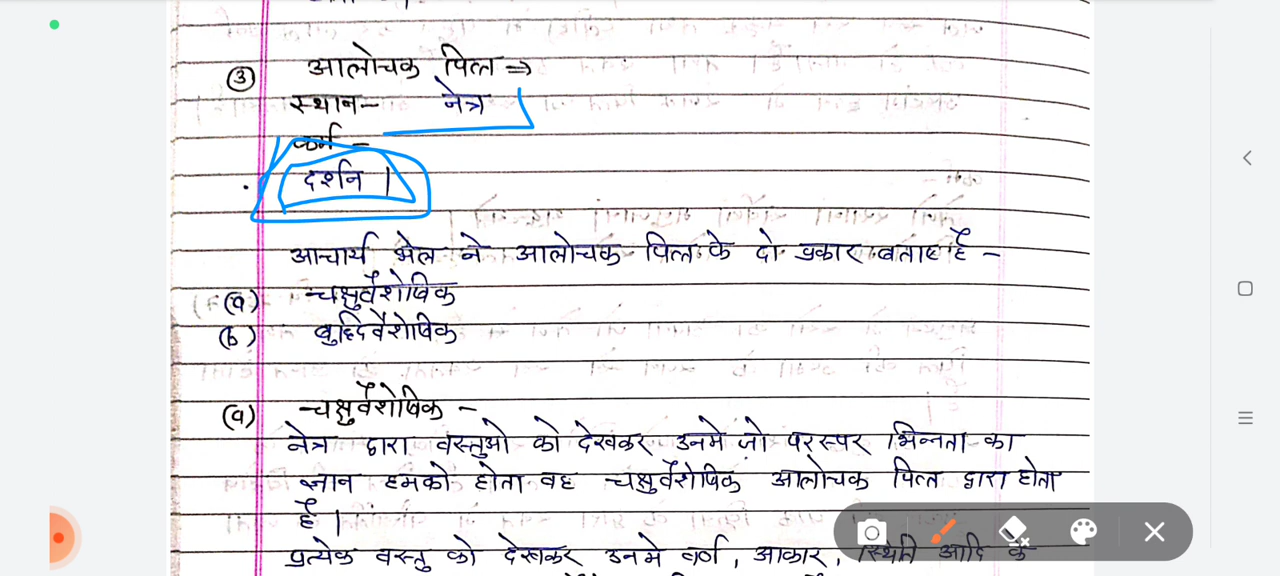 ③ आलोचक पित्त ⇒
स्थान - नेत्र
कर्म -
दर्शन |
आचार्य भेल ने आलोचक पित्त के दो प्रकार बताए है -
(a) चक्षुर्वैशेषिक
(b) बुद्धिवैशेषिक
(a) चक्षुर्वैशेषिक -
नेत्र द्वारा वस्तुओ को देखकर उनमे जो परस्पर भिन्नता का
ज्ञान हमको होता वह चक्षुर्वैशेषिक आलोचक पित्त द्वारा होता
है |
प्रत्येक वस्तु को देखकर उनमे वर्ण, आकार, स्थिति आदि के